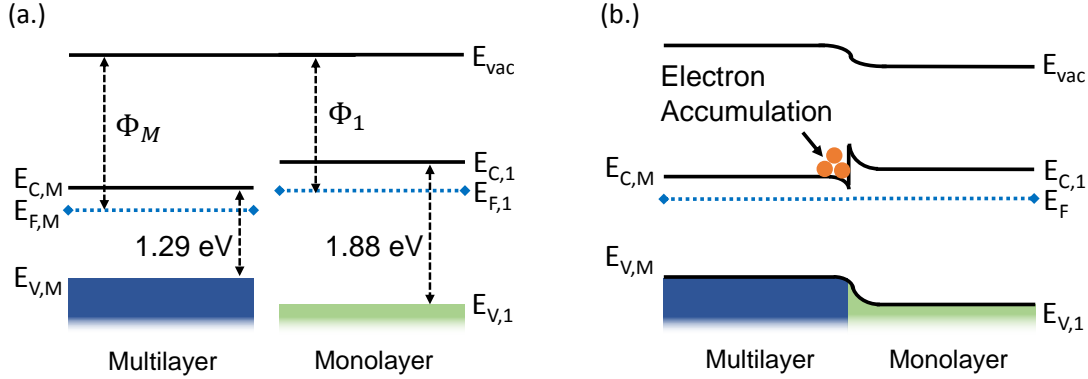 (a.)
E_vac
Φ_M
Φ_1
E_C,M
E_F,M
E_C,1
E_F,1
1.29 eV
1.88 eV
E_V,M
E_V,1
Multilayer
Monolayer
(b.)
E_vac
Electron
Accumulation
E_C,M
E_C,1
E_F
E_V,M
E_V,1
Multilayer
Monolayer